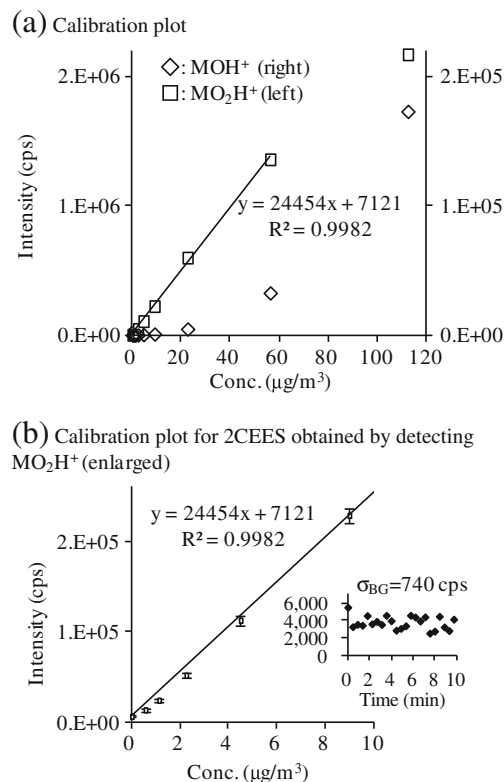 (a) Calibration plot
◇: MOH⁺ (right)
□: MO₂H⁺ (left)
2.E+06
1.E+06
0.E+00
2.E+05
1.E+05
0.E+00
Intensity (cps)
y = 24454x + 7121
R² = 0.9982
0 20 40 60 80 100 120
Conc. (µg/m³)
(b) Calibration plot for 2CEES obtained by detecting
MO₂H⁺ (enlarged)
y = 24454x + 7121
R² = 0.9982
2.E+05
1.E+05
0.E+00
Intensity (cps)
σBG=740 cps
6,000
4,000
2,000
0
0 2 4 6 8 10
Time (min)
0 2 4 6 8 10
Conc. (µg/m³)